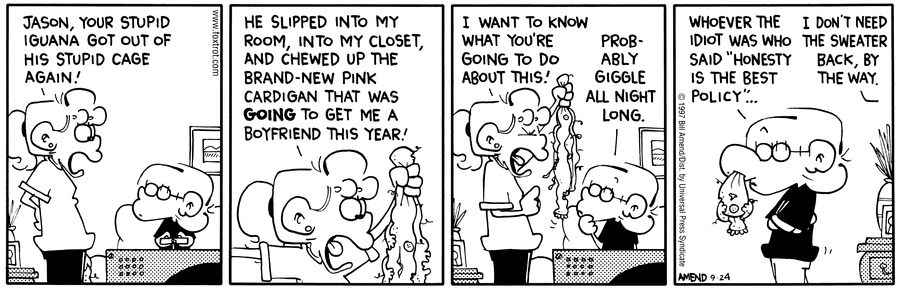 JASON, YOUR STUPID
IGUANA GOT OUT OF
HIS STUPID CAGE
AGAIN!
www.foxtrot.com
HE SLIPPED INTO MY
ROOM, INTO MY CLOSET,
AND CHEWED UP THE
BRAND-NEW PINK
CARDIGAN THAT WAS
GOING TO GET ME A
BOYFRIEND THIS YEAR!
I WANT TO KNOW
WHAT YOU'RE
GOING TO DO
ABOUT THIS!
PROB-
ABLY
GIGGLE
ALL NIGHT
LONG.
© 1997 Bill Amend/Dist. by Universal Press Syndicate
WHOEVER THE
IDIOT WAS WHO
SAID "HONESTY
IS THE BEST
POLICY"...
I DON'T NEED
THE SWEATER
BACK, BY
THE WAY.
AMEND 9-24